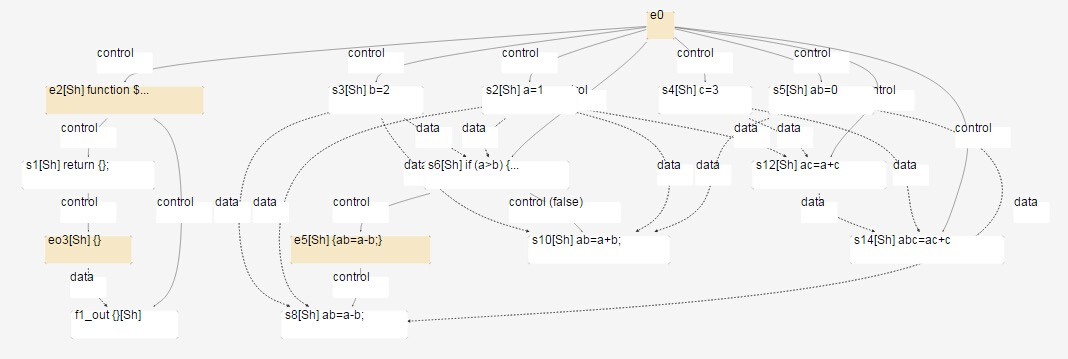 e0
control
control
control
control
control
e2[Sh] function $...
s3[Sh] b=2
s2[Sh] a=1
s4[Sh] c=3
s5[Sh] ab=0
control
data
data
data
data
control
s1[Sh] return {};
s6[Sh] if (a>b) {...
data
data
s12[Sh] ac=a+c
data
control
control
data
data
control
control (false)
data
data
eo3[Sh] {}
e5[Sh] {ab=a-b;}
s10[Sh] ab=a+b;
s14[Sh] abc=ac+c
data
control
f1_out {}[Sh]
s8[Sh] ab=a-b;